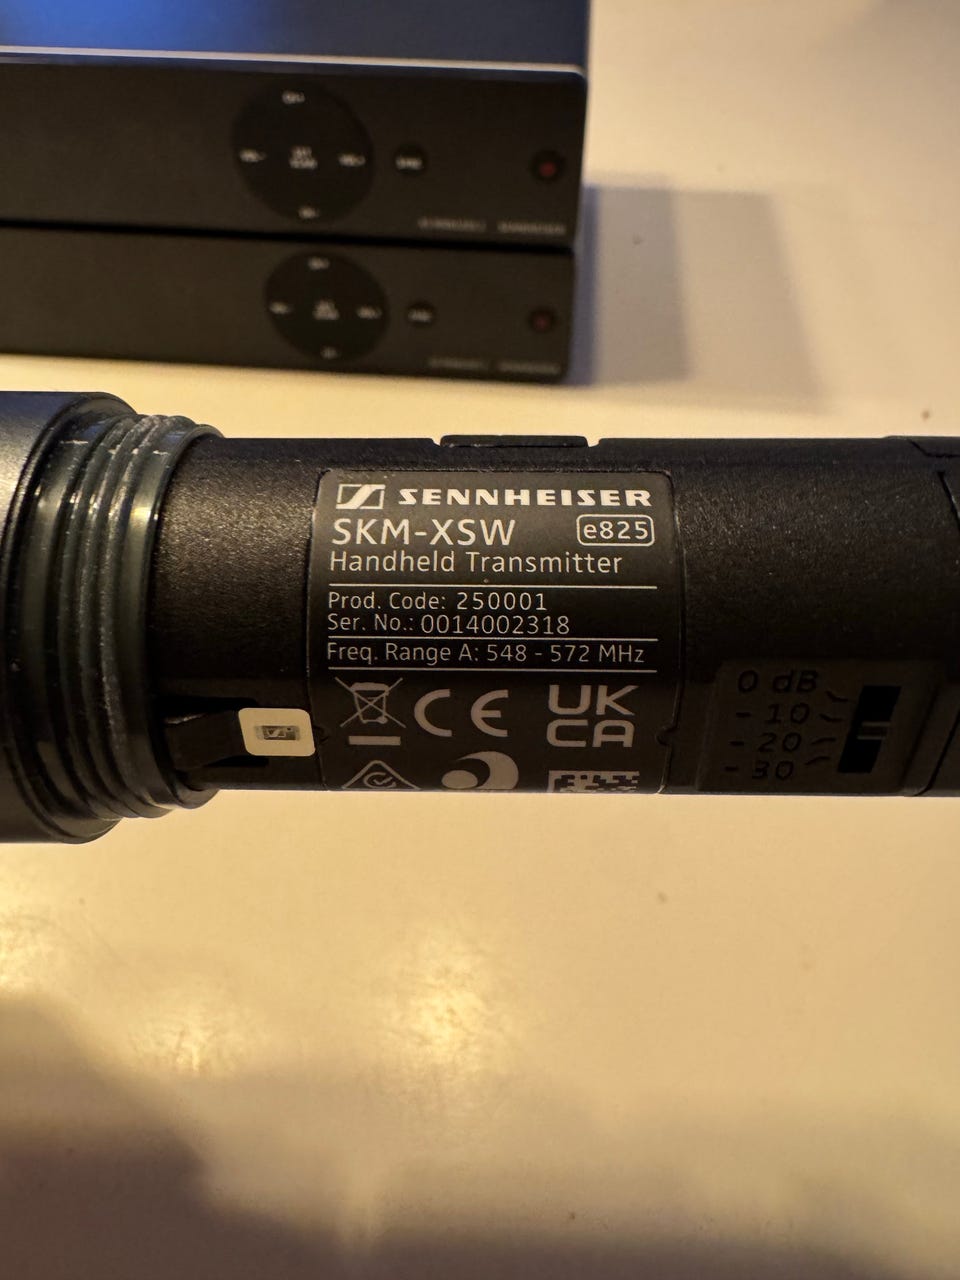 SENNHEISER
SKM-XSW e825
Handheld Transmitter
Prod. Code: 250001
Ser. No.: 0014002318
Freq. Range A: 548 - 572 MHz
CE
UK
CA
0 dB
- 10
- 20
- 30